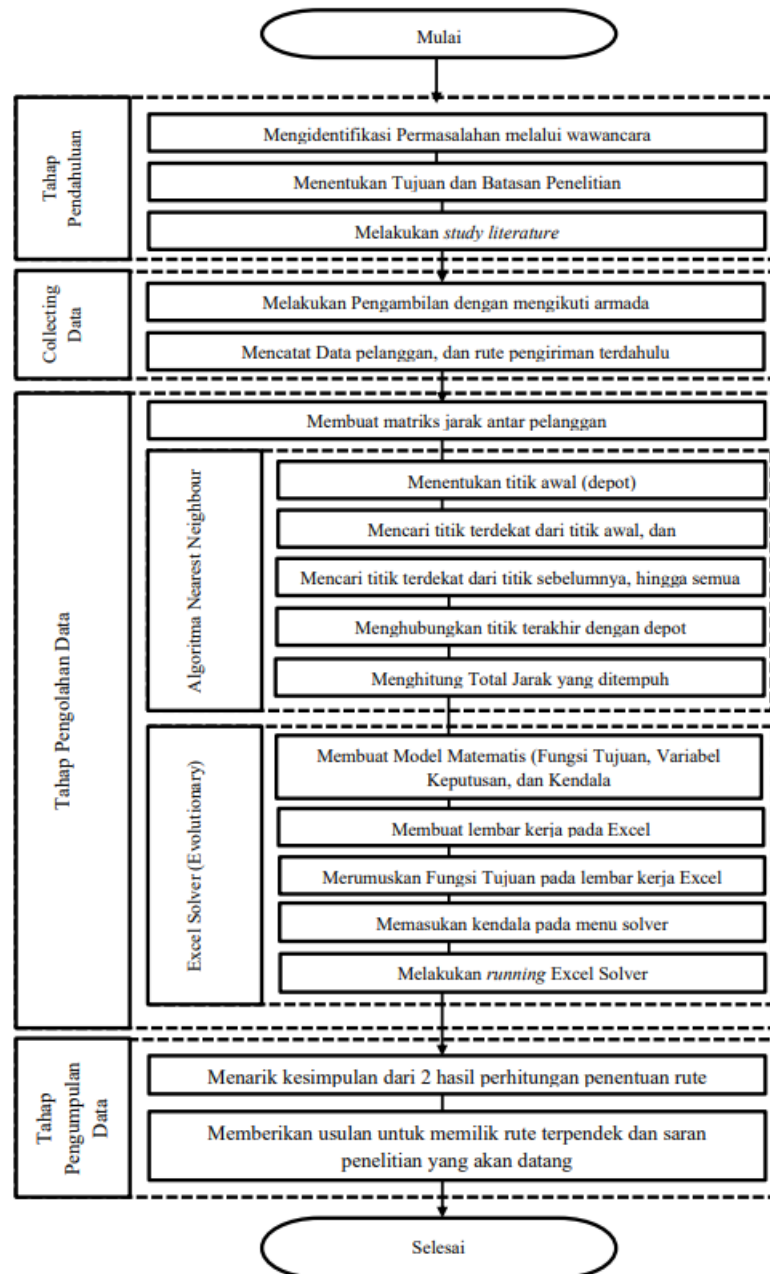 Mulai
Tahap
Pendahuluan
Mengidentifikasi Permasalahan melalui wawancara
Menentukan Tujuan dan Batasan Penelitian
Melakukan study literature
Collecting
Data
Melakukan Pengambilan dengan mengikuti armada
Mencatat Data pelanggan, dan rute pengiriman terdahulu
Tahap Pengolahan Data
Membuat matriks jarak antar pelanggan
Algoritma Nearest Neighbour
Menentukan titik awal (depot)
Mencari titik terdekat dari titik awal, dan
Mencari titik terdekat dari titik sebelumnya, hingga semua
Menghubungkan titik terakhir dengan depot
Menghitung Total Jarak yang ditempuh
Excel Solver (Evolutionary)
Membuat Model Matematis (Fungsi Tujuan, Variabel
Keputusan, dan Kendala
Membuat lembar kerja pada Excel
Merumuskan Fungsi Tujuan pada lembar kerja Excel
Memasukan kendala pada menu solver
Melakukan running Excel Solver
Tahap
Pengumpulan
Data
Menarik kesimpulan dari 2 hasil perhitungan penentuan rute
Memberikan usulan untuk memilik rute terpendek dan saran
penelitian yang akan datang
Selesai